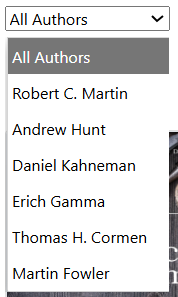 All Authors
All Authors
Robert C. Martin
Andrew Hunt
Daniel Kahneman
Erich Gamma
Thomas H. Cormen
Martin Fowler